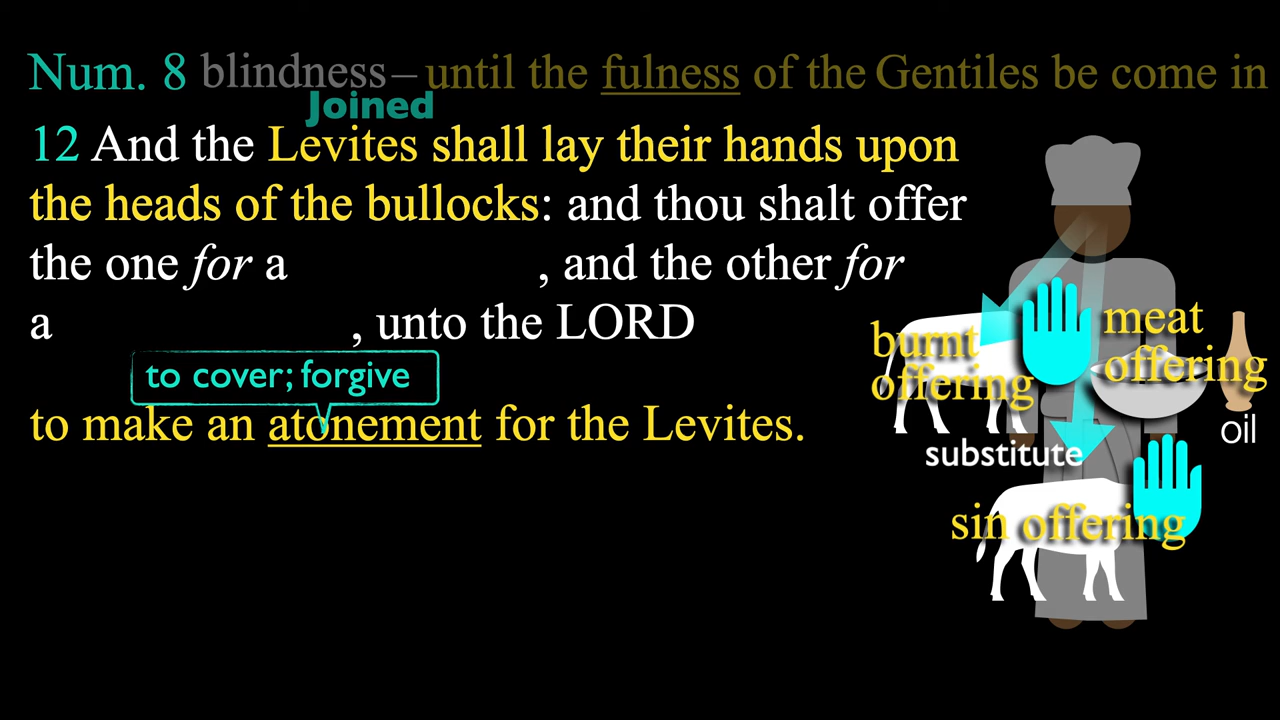 Num. 8 blindness – until the fulness of the Gentiles be come in
Joined
12 And the Levites shall lay their hands upon
the heads of the bullocks: and thou shalt offer
the one for a , and the other for
a , unto the LORD
to cover; forgive
to make an atonement for the Levites.
burnt
offering
meat
offering
oil
substitute
sin offering